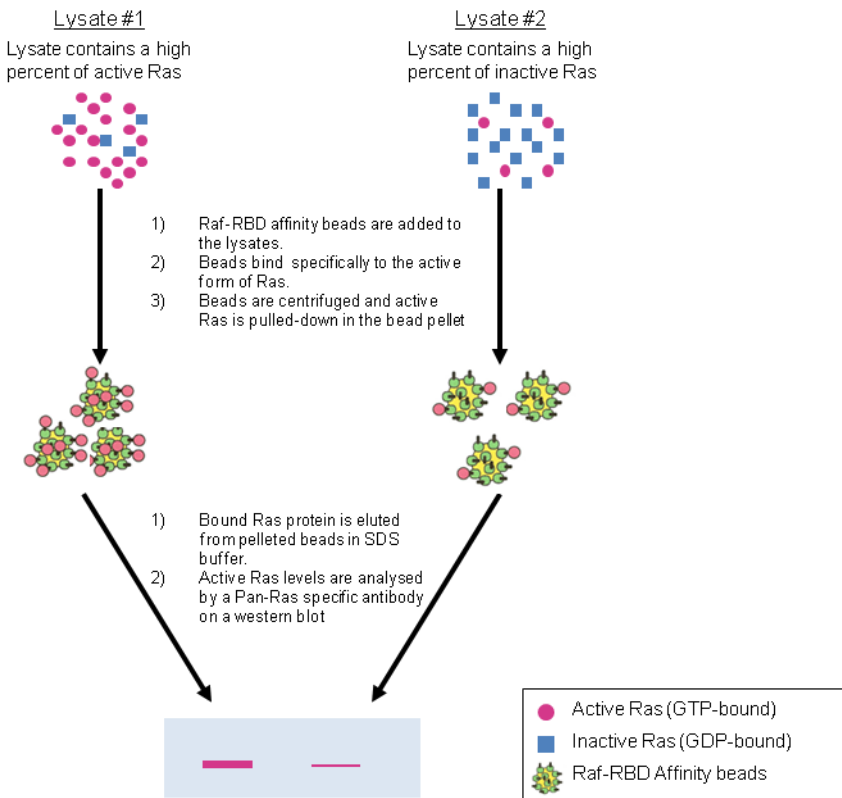 Lysate #1
Lysate contains a high
percent of active Ras
Lysate #2
Lysate contains a high
percent of inactive Ras
1) Raf-RBD affinity beads are added to
the lysates.
2) Beads bind specifically to the active
form of Ras.
3) Beads are centrifuged and active
Ras is pulled-down in the bead pellet
1) Bound Ras protein is eluted
from pelleted beads in SDS
buffer.
2) Active Ras levels are analysed
by a Pan-Ras specific antibody
on a western blot
Active Ras (GTP-bound)
Inactive Ras (GDP-bound)
Raf-RBD Affinity beads